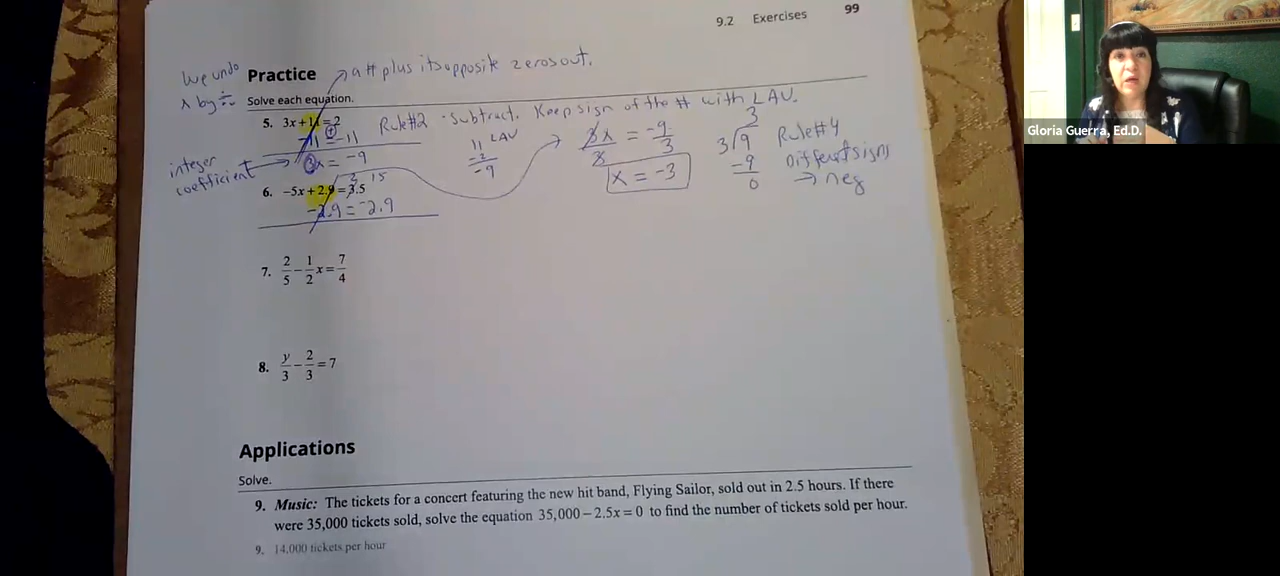 9.2 Exercises 99
We undo
x by ÷
Practice
a # plus its opposite zeros out.
Solve each equation.
5. 3x + 11 = 2
- 11 = - 11
3x = -9
Rule #2 - Subtract. Keep sign of the # with LAV.
11 LAV
- 2
-9
3x/3 = -9/3
x = -3
3
3)9
-9
0
Rule #4
Different signs
→ neg
integer
coefficient
6. −5x + 2.9 = 3.5
2 15
-2.9 = -2.9
7. 2/5 − 1/2 x = 7/4
8. y/3 − 2/3 = 7
Applications
Solve.
9. Music: The tickets for a concert featuring the new hit band, Flying Sailor, sold out in 2.5 hours. If there
were 35,000 tickets sold, solve the equation 35,000 − 2.5x = 0 to find the number of tickets sold per hour.
9. 14,000 tickets per hour
Gloria Guerra, Ed.D.